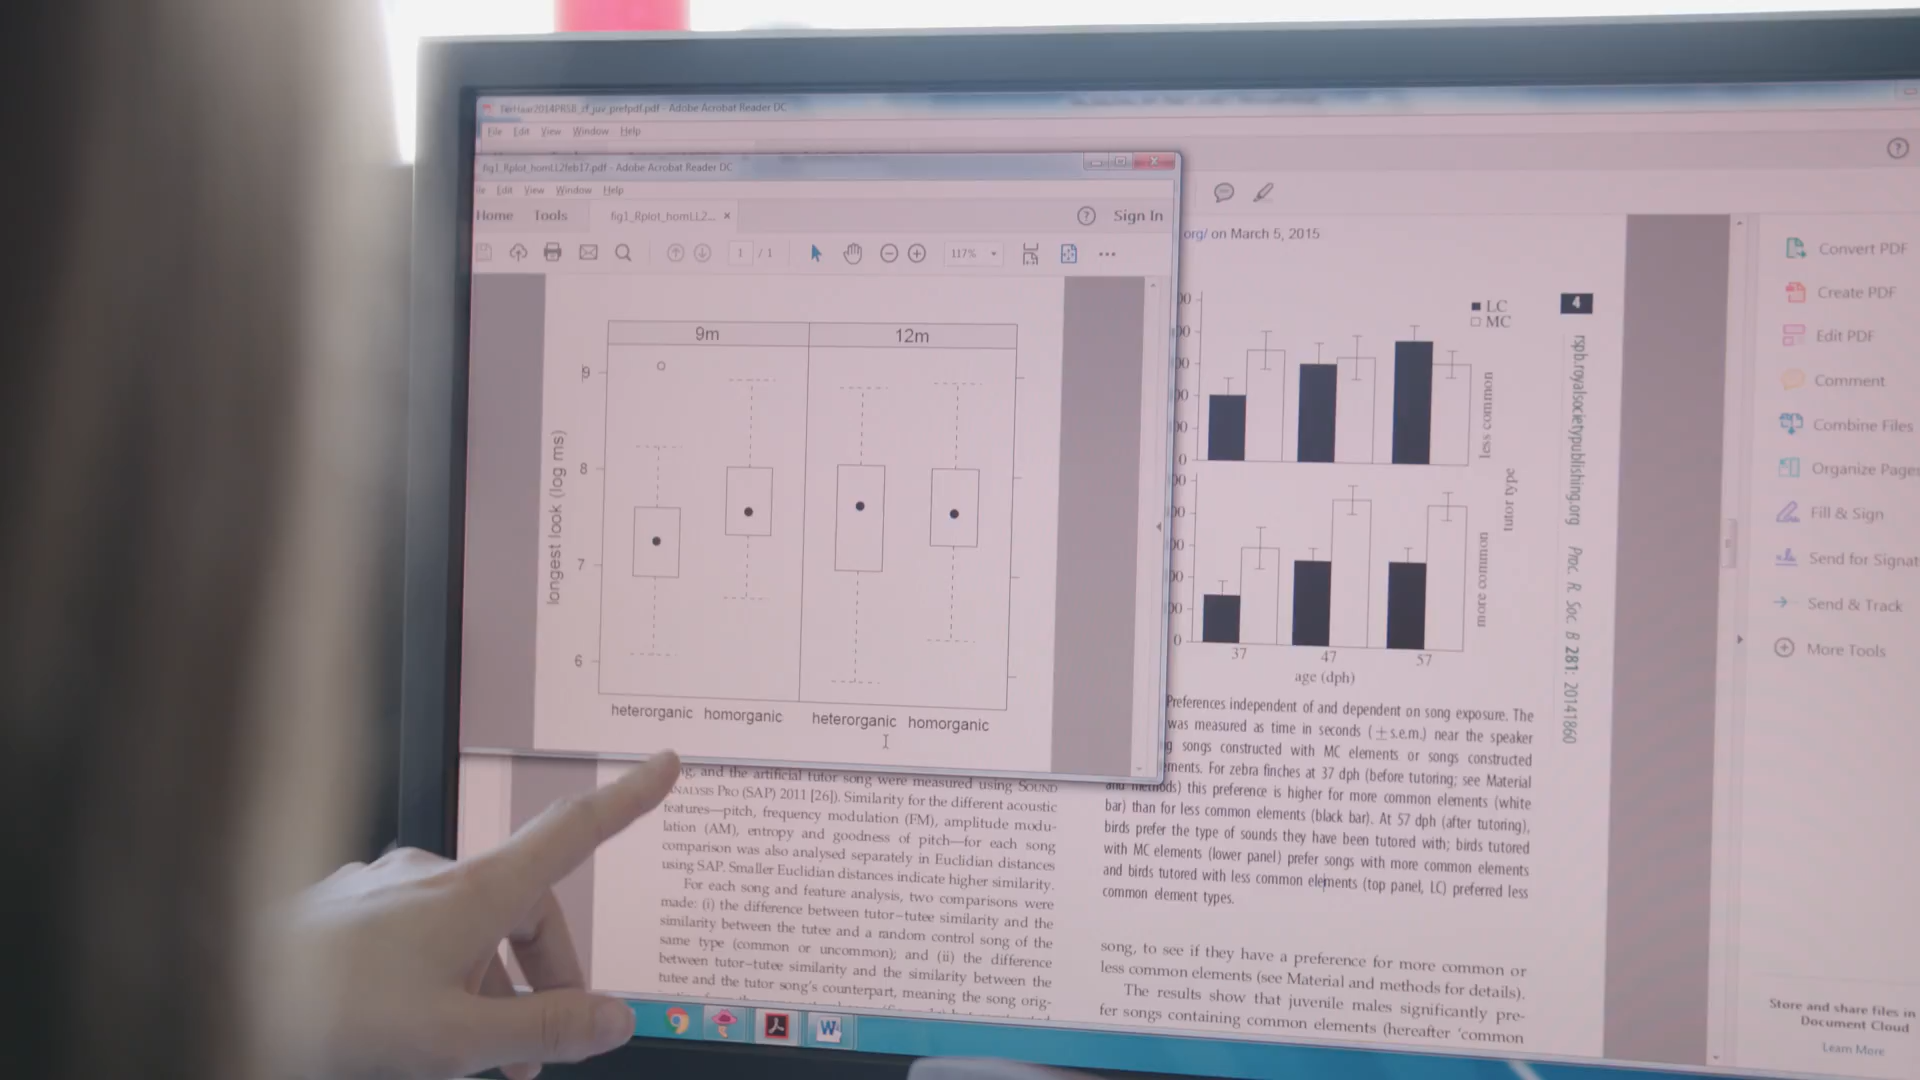 TerHaar2014PRSB_zf_juv_prefpdf.pdf - Adobe Acrobat Reader DC
File Edit View Window Help
fig1_Rplot_homLL2feb17.pdf - Adobe Acrobat Reader DC
Edit View Window Help
Home Tools fig1_Rplot_homLL2... × Sign In
1 / 1 117%
9m 12m
9
8
7
6
longest look (log ms)
heterorganic homorganic heterorganic homorganic
org/ on March 5, 2015
LC
MC
4
less common
0
more common
0
tutor type
37 47 57
age (dph)
rspb.royalsocietypublishing.org Proc. R. Soc. B 281: 20141860
Preferences independent of and dependent on song exposure. The
was measured as time in seconds (±s.e.m.) near the speaker
g songs constructed with MC elements or songs constructed
ements. For zebra finches at 37 dph (before tutoring; see Material
and methods) this preference is higher for more common elements (white
bar) than for less common elements (black bar). At 57 dph (after tutoring),
birds prefer the type of sounds they have been tutored with; birds tutored
with MC elements (lower panel) prefer songs with more common elements
and birds tutored with less common elements (top panel, LC) preferred less
common element types.
and the artificial tutor song were measured using SOUND
ANALYSIS PRO (SAP) 2011 [26]). Similarity for the different acoustic
features—pitch, frequency modulation (FM), amplitude modu-
lation (AM), entropy and goodness of pitch—for each song
comparison was also analysed separately in Euclidian distances
using SAP. Smaller Euclidian distances indicate higher similarity.
For each song and feature analysis, two comparisons were
made: (i) the difference between tutor–tutee similarity and the
similarity between the tutee and a random control song of the
same type (common or uncommon); and (ii) the difference
between tutor–tutee similarity and the similarity between the
tutee and the tutor song's counterpart, meaning the song orig-
song, to see if they have a preference for more common or
less common elements (see Material and methods for details).
The results show that juvenile males significantly pre-
fer songs containing common elements (hereafter 'common
Convert PDF
Create PDF
Edit PDF
Comment
Combine Files
Organize Pages
Fill & Sign
Send for Signat
Send & Track
More Tools
Store and share files in
Document Cloud
Learn More